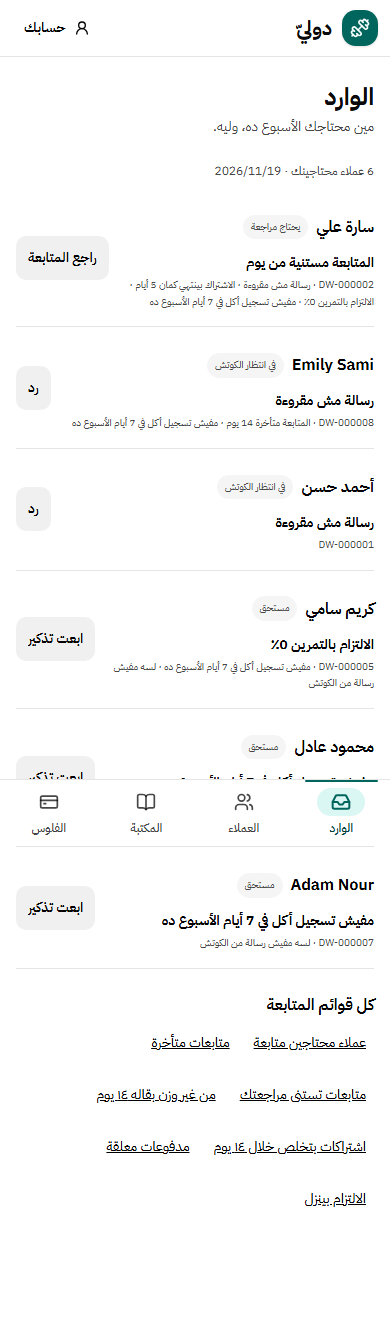 دوليّ
حسابك
الوارد
مين محتاجك الأسبوع ده، وليه.
6 عملاء محتاجينك · 2026/11/19
سارة علي
يحتاج مراجعة
المتابعة مستنية من يوم
DW-000002 · رسالة مش مقروءة · الاشتراك بينتهي كمان 5 أيام ·
الالتزام بالتمرين 0٪ · مفيش تسجيل أكل في 7 أيام الأسبوع ده
راجع المتابعة
Emily Sami
في انتظار الكوتش
رسالة مش مقروءة
DW-000008 · المتابعة متأخرة 14 يوم · مفيش تسجيل أكل في 7 أيام الأسبوع ده
رد
أحمد حسن
في انتظار الكوتش
رسالة مش مقروءة
DW-000001
رد
كريم سامي
مستحق
الالتزام بالتمرين 0٪
DW-000005 · مفيش تسجيل أكل في 7 أيام الأسبوع ده · لسه مفيش
رسالة من الكوتش
ابعت تذكير
محمود عادل
مستحق
ابعت تذكير
الوارد
العملاء
المكتبة
الفلوس
Adam Nour
مستحق
مفيش تسجيل أكل في 7 أيام الأسبوع ده
DW-000007 · لسه مفيش رسالة من الكوتش
ابعت تذكير
كل قوائم المتابعة
عملاء محتاجين متابعة
متابعات متأخرة
متابعات تستنى مراجعتك
من غير وزن بقاله ١٤ يوم
اشتراكات بتخلص خلال ١٤ يوم
مدفوعات معلقة
الالتزام بينزل